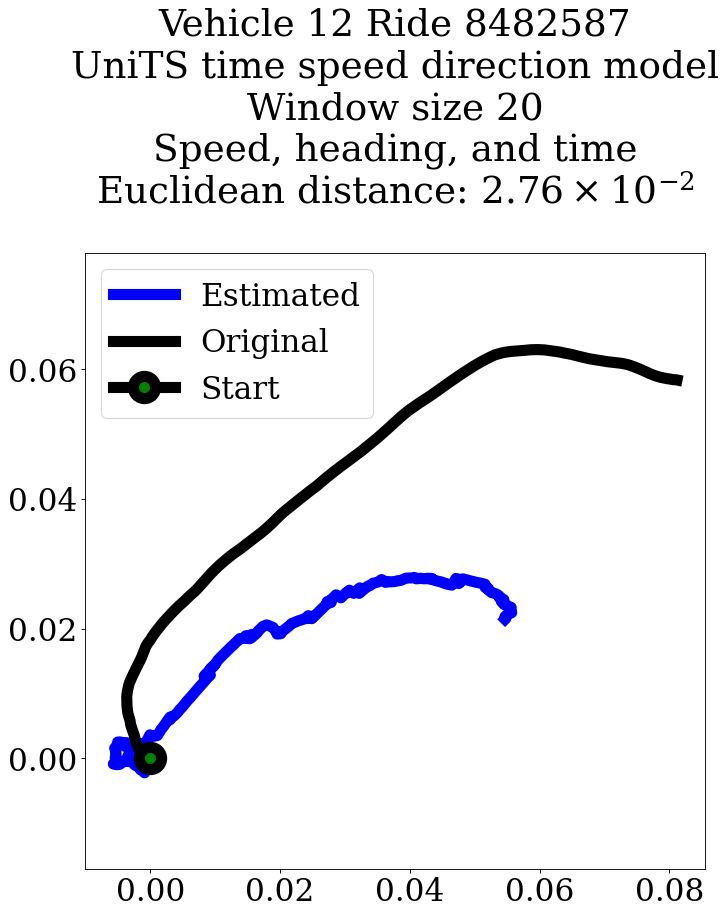 Vehicle 12 Ride 8482587
UniTS time speed direction model
Window size 20
Speed, heading, and time
Euclidean distance: 2.76 × 10⁻²
Estimated
Original
Start
0.06
0.04
0.02
0.00
0.00 0.02 0.04 0.06 0.08